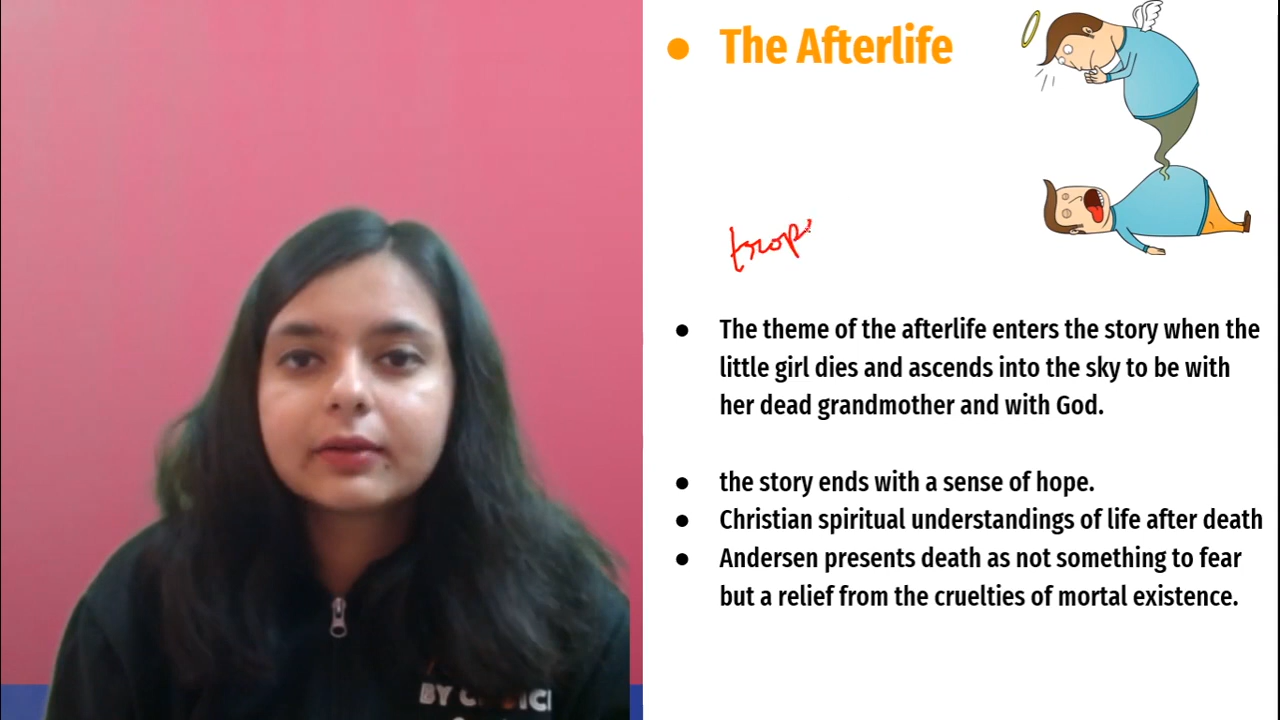 The Afterlife
trop
The theme of the afterlife enters the story when the
little girl dies and ascends into the sky to be with
her dead grandmother and with God.
the story ends with a sense of hope.
Christian spiritual understandings of life after death
Andersen presents death as not something to fear
but a relief from the cruelties of mortal existence.
BY